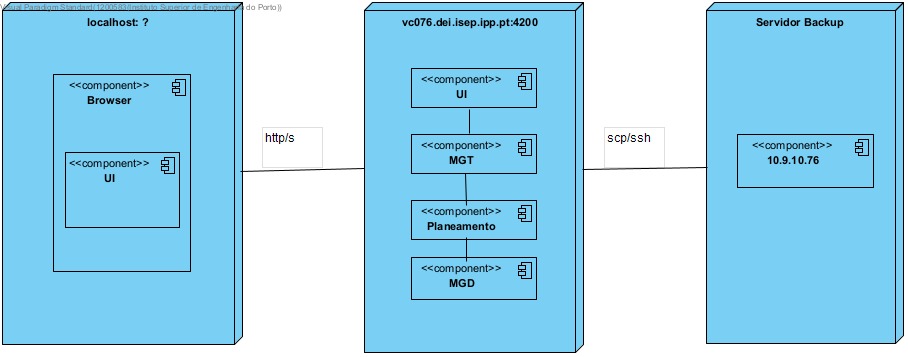 Visual Paradigm Standard(1200583(Instituto Superior de Engenharia do Porto))
localhost: ?
<<component>>
Browser
<<component>>
UI
http/s
vc076.dei.isep.ipp.pt:4200
<<component>>
UI
<<component>>
MGT
<<component>>
Planeamento
<<component>>
MGD
scp/ssh
Servidor Backup
<<component>>
10.9.10.76